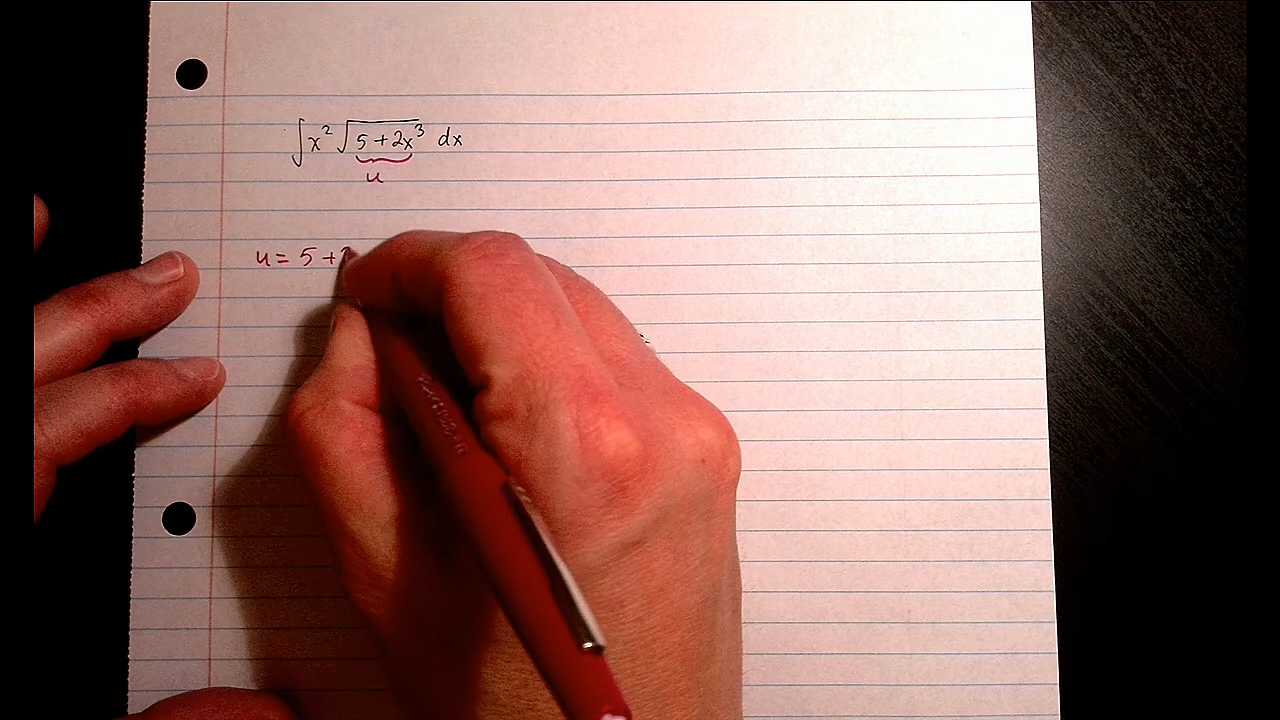 ∫ x² √5 + 2x³ dx
u
u = 5 +